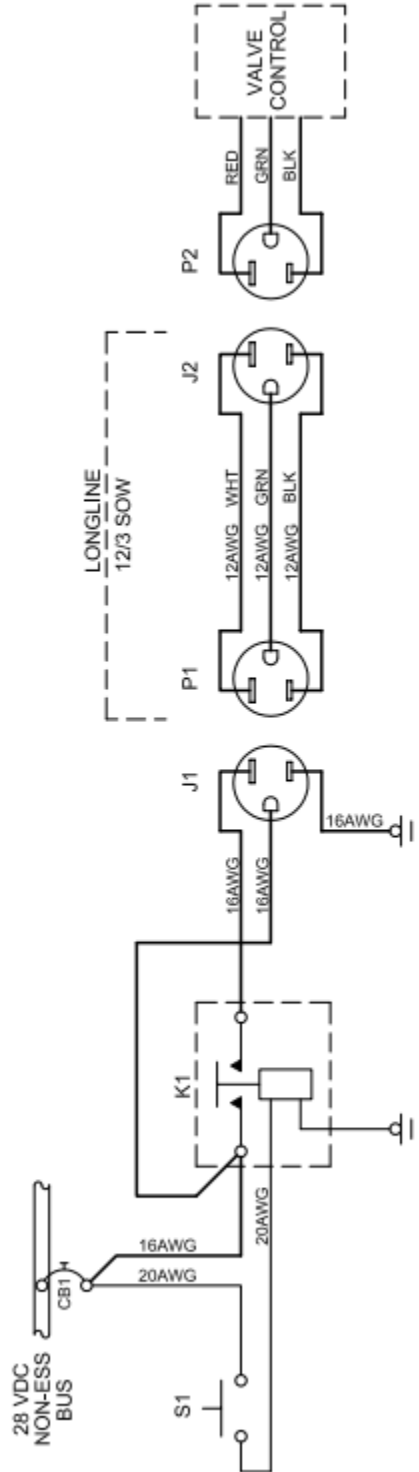 28 VDC
NON-ESS
BUS
CB1
16AWG
20AWG
S1
K1
20AWG
16AWG
16AWG
J1
16AWG
LONGLINE
12/3 SOW
P1
12AWG WHT
12AWG GRN
12AWG BLK
J2
P2
RED
GRN
BLK
VALVE
CONTROL